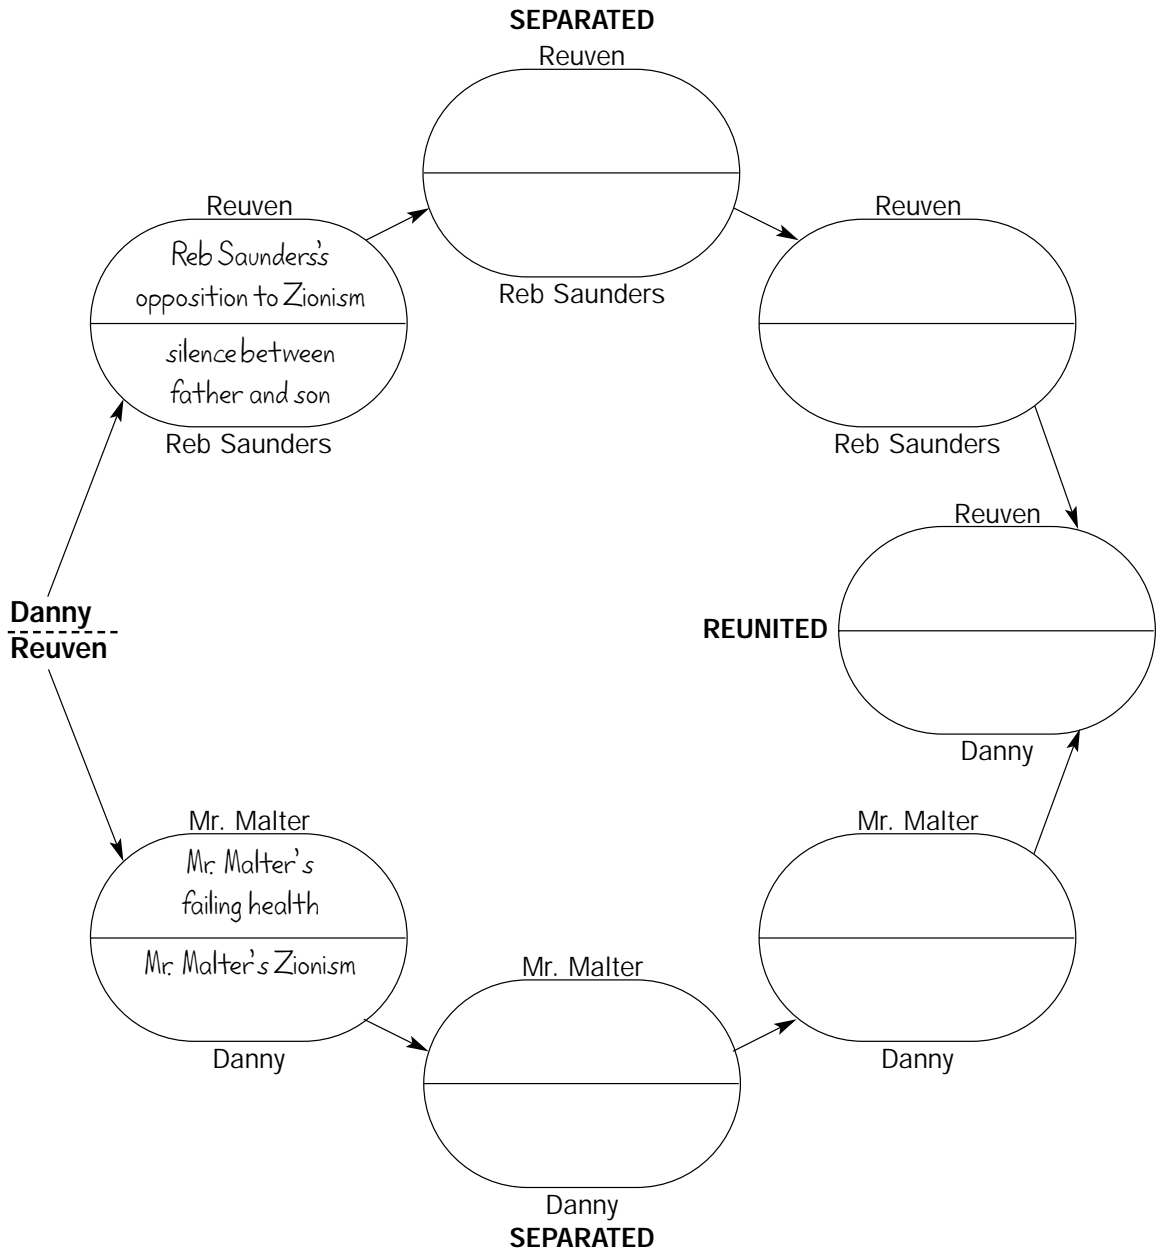 SEPARATED
Reuven
Reb Saunders
Reuven
Reb Saunders's
opposition to Zionism
silence between
father and son
Reb Saunders
Reuven
Reb Saunders
Danny
Reuven
Reuven
REUNITED
Danny
Mr. Malter
Mr. Malter's
failing health
Mr. Malter's Zionism
Danny
Mr. Malter
Danny
SEPARATED
Mr. Malter
Danny